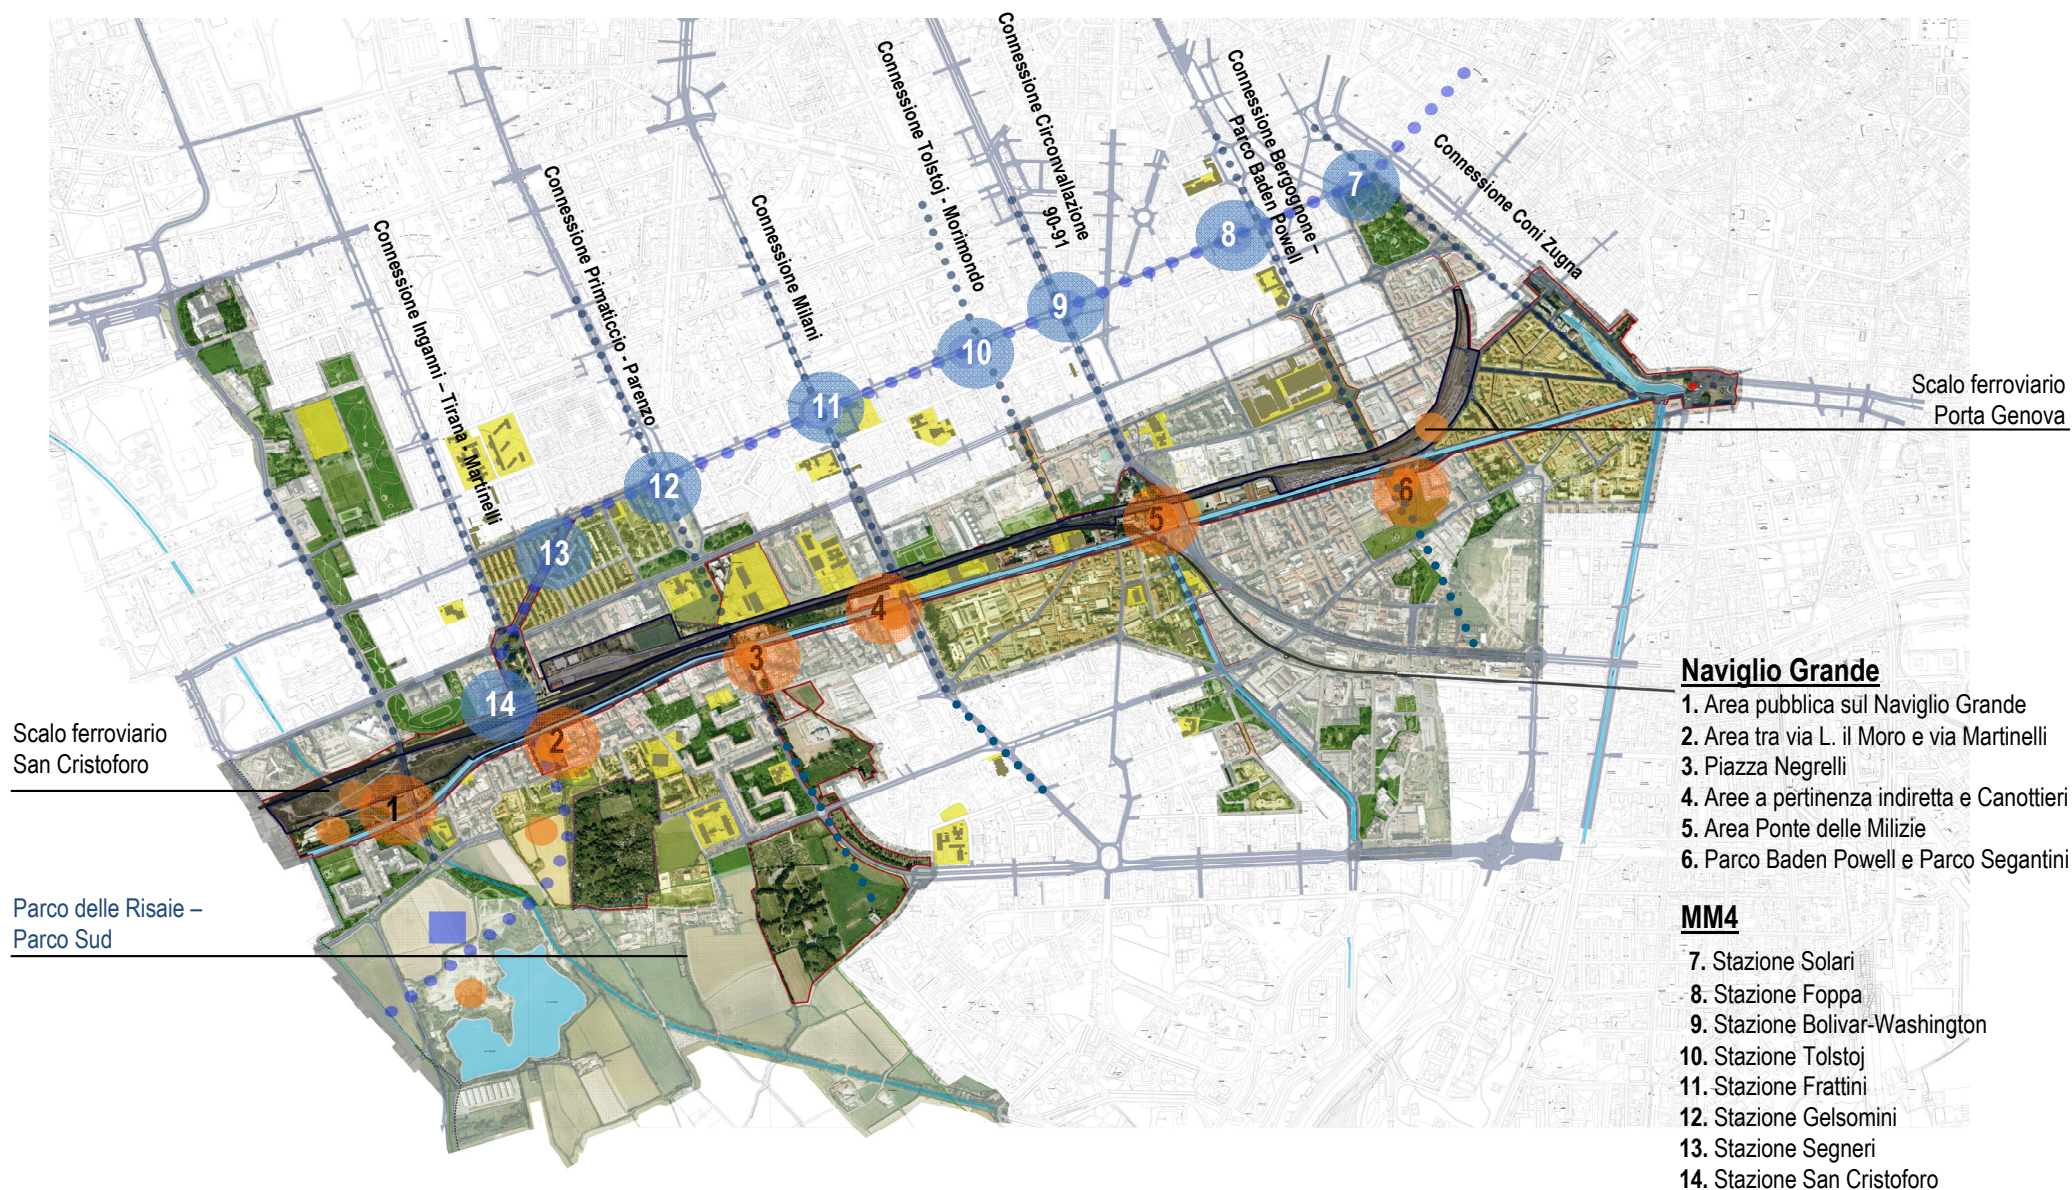 Connessione Inganni – Tirana - Martinelli
Connessione Primaticcio - Parenzo
Connessione Milani
Connessione Tolstoj - Morimondo
Connessione Circonvallazione
90-91
Connessione Bergognone –
Parco Baden Powell
Connessione Coni Zugna
7
8
9
10
11
12
13
14
1
2
3
4
5
6
Scalo ferroviario
Porta Genova
Scalo ferroviario
San Cristoforo
Parco delle Risaie –
Parco Sud
Naviglio Grande
1. Area pubblica sul Naviglio Grande
2. Area tra via L. il Moro e via Martinelli
3. Piazza Negrelli
4. Aree a pertinenza indiretta e Canottieri
5. Area Ponte delle Milizie
6. Parco Baden Powell e Parco Segantini
MM4
7. Stazione Solari
8. Stazione Foppa
9. Stazione Bolivar-Washington
10. Stazione Tolstoj
11. Stazione Frattini
12. Stazione Gelsomini
13. Stazione Segneri
14. Stazione San Cristoforo